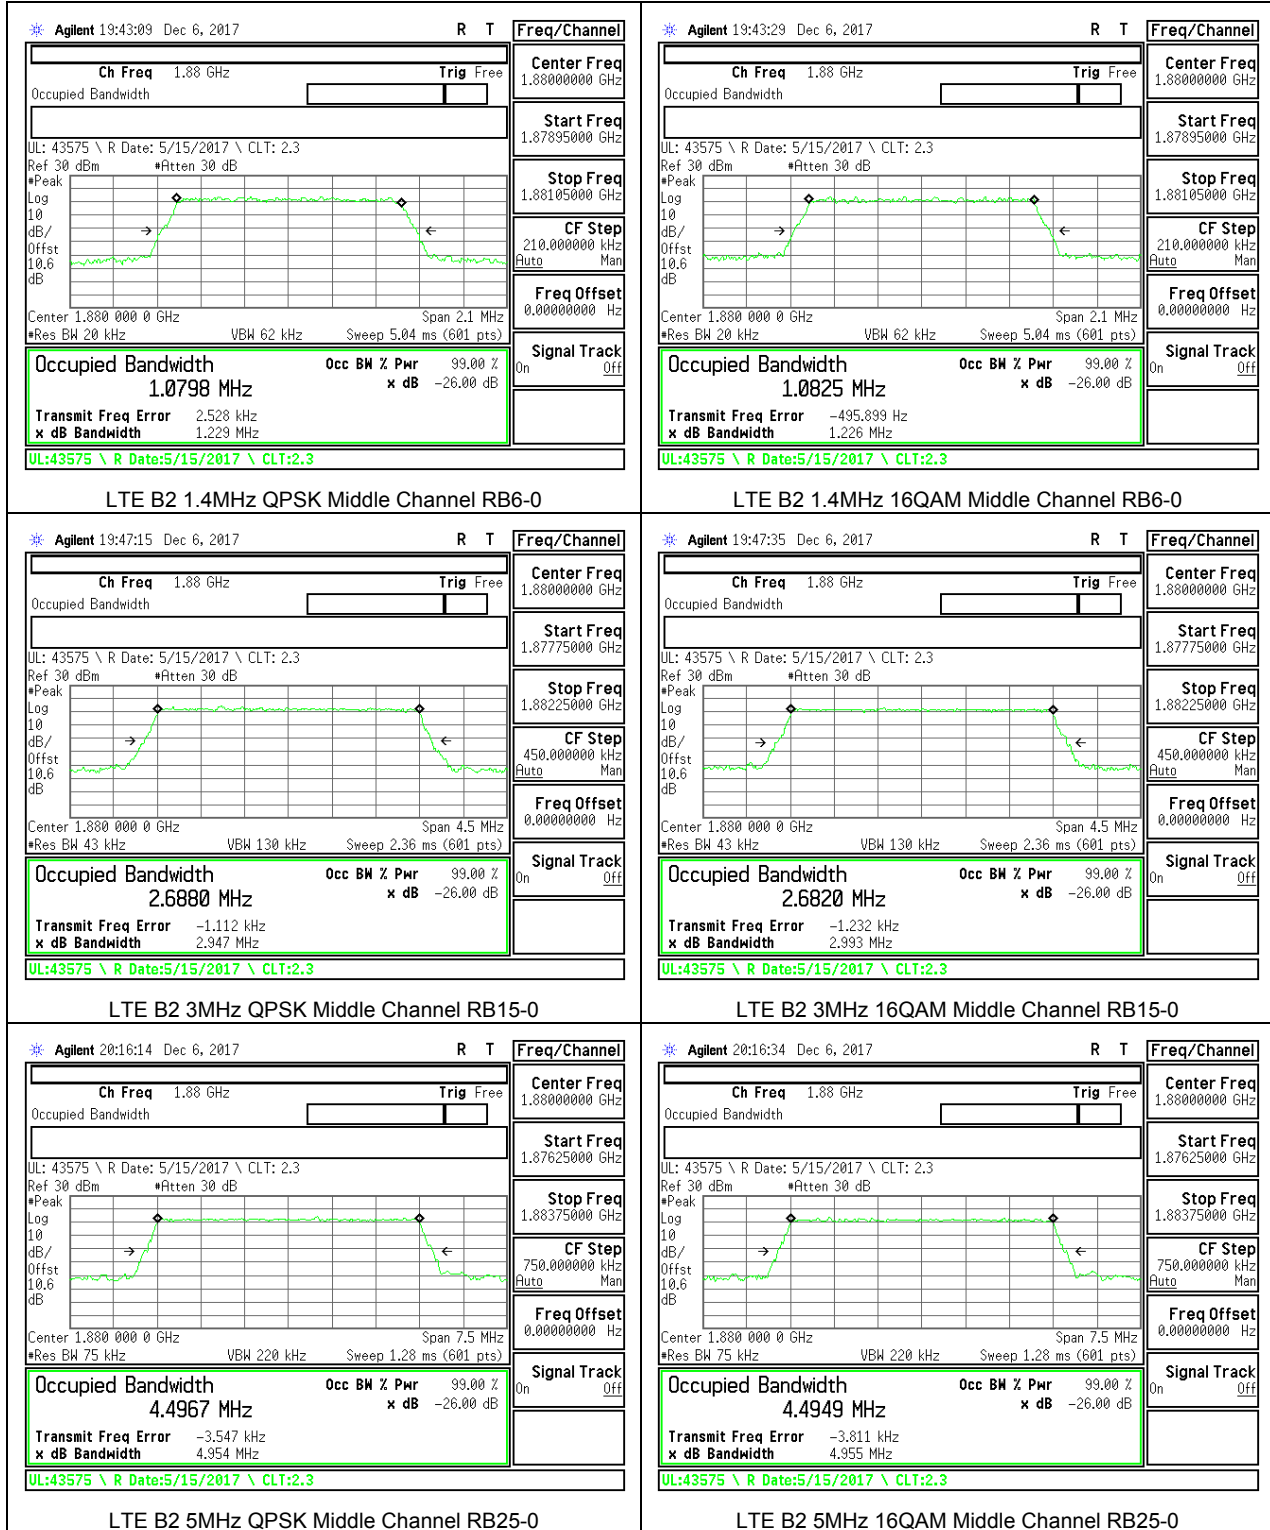 Agilent 19:43:09 Dec 6, 2017 R T Freq/Channel
Ch Freq 1.88 GHz Trig Free
Occupied Bandwidth
Center Freq
1.88000000 GHz
Start Freq
1.87895000 GHz
UL: 43575 \ R Date: 5/15/2017 \ CLT: 2.3
Ref 30 dBm #Atten 30 dB
#Peak
Log
10
dB/
Offst
10.6
dB
Stop Freq
1.88105000 GHz
CF Step
210.000000 kHz
Auto Man
Freq Offset
0.00000000 Hz
Center 1.880 000 0 GHz Span 2.1 MHz
#Res BW 20 kHz VBW 62 kHz Sweep 5.04 ms (601 pts)
Signal Track
On Off
Occupied Bandwidth Occ BW % Pwr 99.00 %
1.0798 MHz x dB -26.00 dB
Transmit Freq Error 2.528 kHz
x dB Bandwidth 1.229 MHz
UL:43575 \ R Date:5/15/2017 \ CLT:2.3
LTE B2 1.4MHz QPSK Middle Channel RB6-0
Agilent 19:43:29 Dec 6, 2017 R T Freq/Channel
Ch Freq 1.88 GHz Trig Free
Occupied Bandwidth
Center Freq
1.88000000 GHz
Start Freq
1.87895000 GHz
UL: 43575 \ R Date: 5/15/2017 \ CLT: 2.3
Ref 30 dBm #Atten 30 dB
#Peak
Log
10
dB/
Offst
10.6
dB
Stop Freq
1.88105000 GHz
CF Step
210.000000 kHz
Auto Man
Freq Offset
0.00000000 Hz
Center 1.880 000 0 GHz Span 2.1 MHz
#Res BW 20 kHz VBW 62 kHz Sweep 5.04 ms (601 pts)
Signal Track
On Off
Occupied Bandwidth Occ BW % Pwr 99.00 %
1.0825 MHz x dB -26.00 dB
Transmit Freq Error -495.899 Hz
x dB Bandwidth 1.226 MHz
UL:43575 \ R Date:5/15/2017 \ CLT:2.3
LTE B2 1.4MHz 16QAM Middle Channel RB6-0
Agilent 19:47:15 Dec 6, 2017 R T Freq/Channel
Ch Freq 1.88 GHz Trig Free
Occupied Bandwidth
Center Freq
1.88000000 GHz
Start Freq
1.87775000 GHz
UL: 43575 \ R Date: 5/15/2017 \ CLT: 2.3
Ref 30 dBm #Atten 30 dB
#Peak
Log
10
dB/
Offst
10.6
dB
Stop Freq
1.88225000 GHz
CF Step
450.000000 kHz
Auto Man
Freq Offset
0.00000000 Hz
Center 1.880 000 0 GHz Span 4.5 MHz
#Res BW 43 kHz VBW 130 kHz Sweep 2.36 ms (601 pts)
Signal Track
On Off
Occupied Bandwidth Occ BW % Pwr 99.00 %
2.6880 MHz x dB -26.00 dB
Transmit Freq Error -1.112 kHz
x dB Bandwidth 2.947 MHz
UL:43575 \ R Date:5/15/2017 \ CLT:2.3
LTE B2 3MHz QPSK Middle Channel RB15-0
Agilent 19:47:35 Dec 6, 2017 R T Freq/Channel
Ch Freq 1.88 GHz Trig Free
Occupied Bandwidth
Center Freq
1.88000000 GHz
Start Freq
1.87775000 GHz
UL: 43575 \ R Date: 5/15/2017 \ CLT: 2.3
Ref 30 dBm #Atten 30 dB
#Peak
Log
10
dB/
Offst
10.6
dB
Stop Freq
1.88225000 GHz
CF Step
450.000000 kHz
Auto Man
Freq Offset
0.00000000 Hz
Center 1.880 000 0 GHz Span 4.5 MHz
#Res BW 43 kHz VBW 130 kHz Sweep 2.36 ms (601 pts)
Signal Track
On Off
Occupied Bandwidth Occ BW % Pwr 99.00 %
2.6820 MHz x dB -26.00 dB
Transmit Freq Error -1.232 kHz
x dB Bandwidth 2.993 MHz
UL:43575 \ R Date:5/15/2017 \ CLT:2.3
LTE B2 3MHz 16QAM Middle Channel RB15-0
Agilent 20:16:14 Dec 6, 2017 R T Freq/Channel
Ch Freq 1.88 GHz Trig Free
Occupied Bandwidth
Center Freq
1.88000000 GHz
Start Freq
1.87625000 GHz
UL: 43575 \ R Date: 5/15/2017 \ CLT: 2.3
Ref 30 dBm #Atten 30 dB
#Peak
Log
10
dB/
Offst
10.6
dB
Stop Freq
1.88375000 GHz
CF Step
750.000000 kHz
Auto Man
Freq Offset
0.00000000 Hz
Center 1.880 000 0 GHz Span 7.5 MHz
#Res BW 75 kHz VBW 220 kHz Sweep 1.28 ms (601 pts)
Signal Track
On Off
Occupied Bandwidth Occ BW % Pwr 99.00 %
4.4967 MHz x dB -26.00 dB
Transmit Freq Error -3.547 kHz
x dB Bandwidth 4.954 MHz
UL:43575 \ R Date:5/15/2017 \ CLT:2.3
LTE B2 5MHz QPSK Middle Channel RB25-0
Agilent 20:16:34 Dec 6, 2017 R T Freq/Channel
Ch Freq 1.88 GHz Trig Free
Occupied Bandwidth
Center Freq
1.88000000 GHz
Start Freq
1.87625000 GHz
UL: 43575 \ R Date: 5/15/2017 \ CLT: 2.3
Ref 30 dBm #Atten 30 dB
#Peak
Log
10
dB/
Offst
10.6
dB
Stop Freq
1.88375000 GHz
CF Step
750.000000 kHz
Auto Man
Freq Offset
0.00000000 Hz
Center 1.880 000 0 GHz Span 7.5 MHz
#Res BW 75 kHz VBW 220 kHz Sweep 1.28 ms (601 pts)
Signal Track
On Off
Occupied Bandwidth Occ BW % Pwr 99.00 %
4.4949 MHz x dB -26.00 dB
Transmit Freq Error -3.811 kHz
x dB Bandwidth 4.955 MHz
UL:43575 \ R Date:5/15/2017 \ CLT:2.3
LTE B2 5MHz 16QAM Middle Channel RB25-0